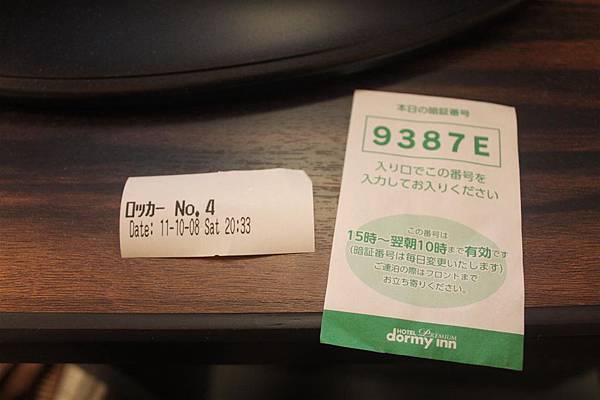 ロッカー No. 4
Date: 11-10-08 Sat 20:33
本日の暗証番号
9387E
入り口でこの番号を
入力してお入りください
この番号は
15時～翌朝10時まで有効です
(暗証番号は毎日変更いたします)
ご連泊の際はフロントまで
お立ち寄りください。
HOTEL PREMIUM
dormy inn